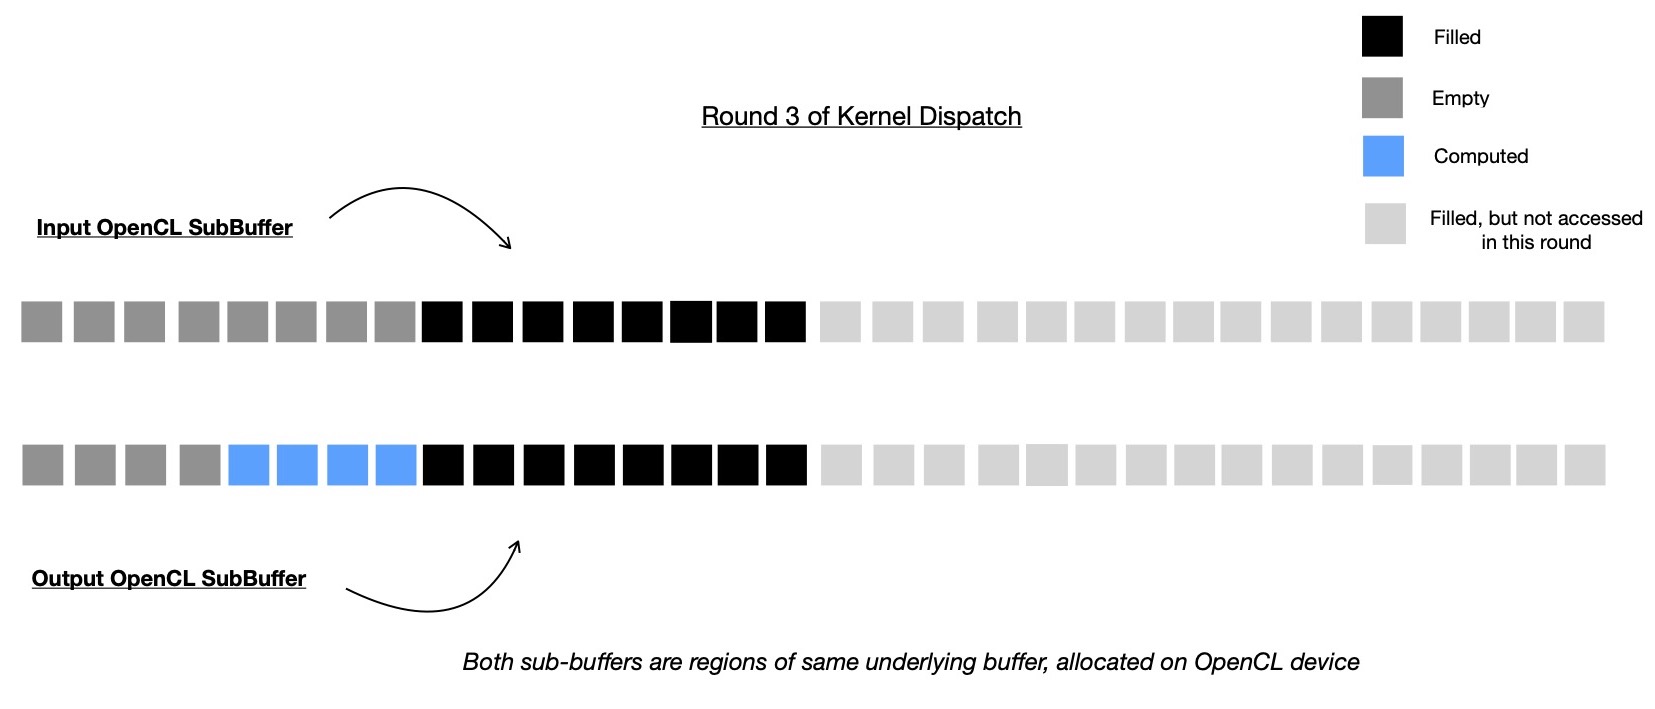 Filled
Empty
Round 3 of Kernel Dispatch
Computed
Filled, but not accessed
in this round
Input OpenCL SubBuffer
Output OpenCL SubBuffer
Both sub-buffers are regions of same underlying buffer, allocated on OpenCL device